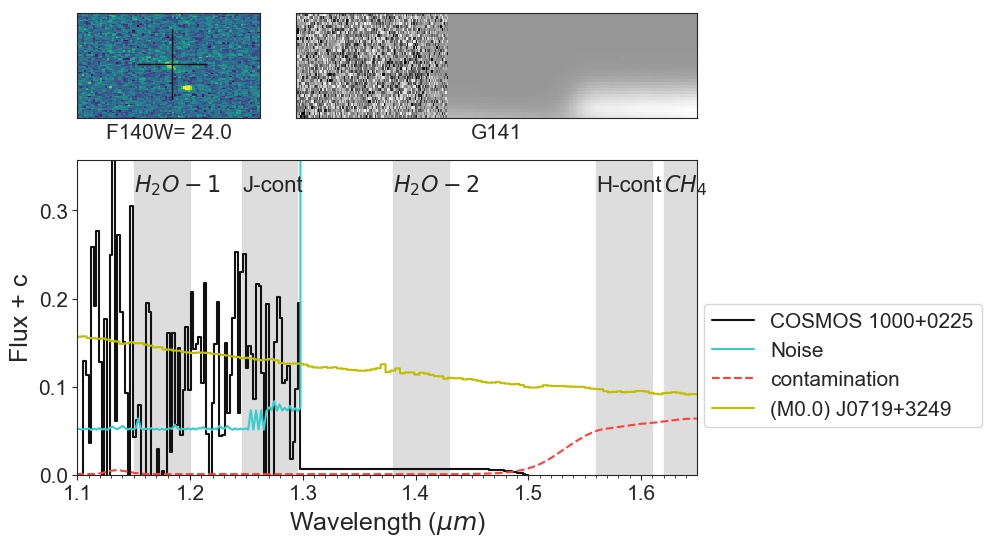 F140W= 24.0
G141
H₂O − 1
J-cont
H₂O − 2
H-cont
CH₄
Flux + c
0.3
0.2
0.1
0.0
1.1
1.2
1.3
1.4
1.5
1.6
Wavelength (μm)
COSMOS 1000+0225
Noise
contamination
(M0.0) J0719+3249